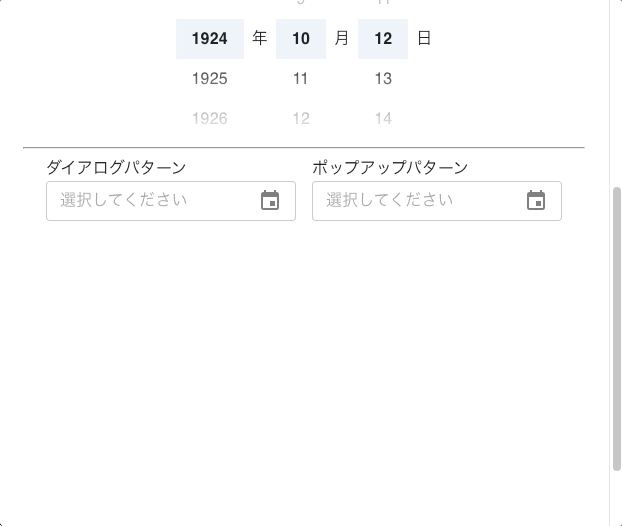 1924 年 10 月 12 日
1925 11 13
1926 12 14
ダイアログパターン ポップアップパターン
選択してください 選択してください